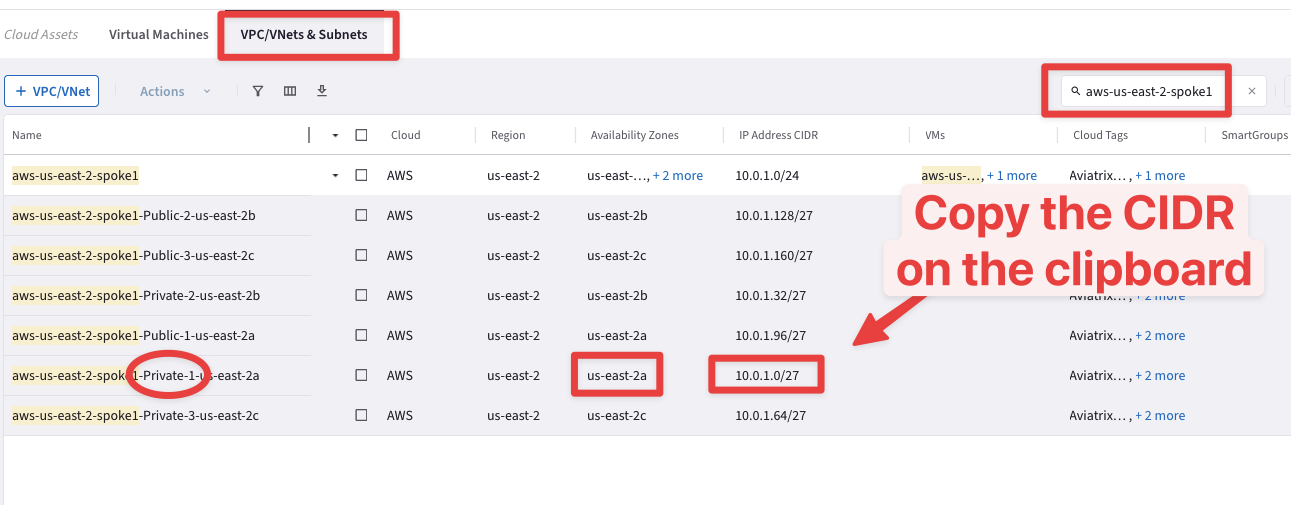 Cloud Assets Virtual Machines VPC/VNets & Subnets
+ VPC/VNet Actions aws-us-east-2-spoke1
Name Cloud Region Availability Zones IP Address CIDR VMs Cloud Tags SmartGroups
aws-us-east-2-spoke1 AWS us-east-2 us-east-..., + 2 more 10.0.1.0/24 aws-us-..., + 1 more Aviatrix... , + 1 more
aws-us-east-2-spoke1-Public-2-us-east-2b AWS us-east-2 us-east-2b 10.0.1.128/27
Copy the CIDR
aws-us-east-2-spoke1-Public-3-us-east-2c AWS us-east-2 us-east-2c 10.0.1.160/27
on the clipboard
aws-us-east-2-spoke1-Private-2-us-east-2b AWS us-east-2 us-east-2b 10.0.1.32/27 Aviatrix... , + 2 more
aws-us-east-2-spoke1-Public-1-us-east-2a AWS us-east-2 us-east-2a 10.0.1.96/27 Aviatrix... , + 2 more
aws-us-east-2-spoke1-Private-1-us-east-2a AWS us-east-2 us-east-2a 10.0.1.0/27 Aviatrix... , + 2 more
aws-us-east-2-spoke1-Private-3-us-east-2c AWS us-east-2 us-east-2c 10.0.1.64/27 Aviatrix... , + 2 more